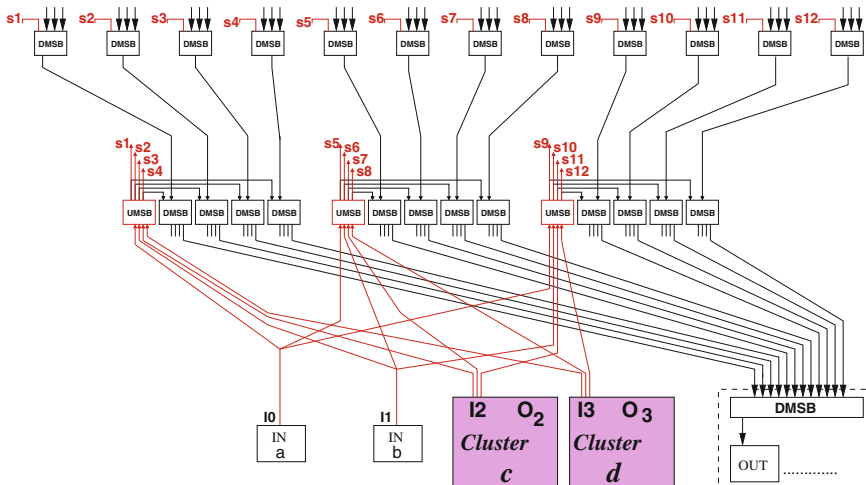 s1 s2 s3 s4 s5 s6 s7 s8 s9 s10 s11 s12
DMSB DMSB DMSB DMSB DMSB DMSB DMSB DMSB DMSB DMSB DMSB DMSB
s1 s5 s9
s2 s6 s10
s3 s7 s11
s4 s8 s12
UMSB DMSB DMSB DMSB DMSB UMSB DMSB DMSB DMSB DMSB UMSB DMSB DMSB DMSB DMSB
I0 I1 I2 O2 I3 O3 DMSB
IN IN Cluster Cluster
a b c d OUT ..............